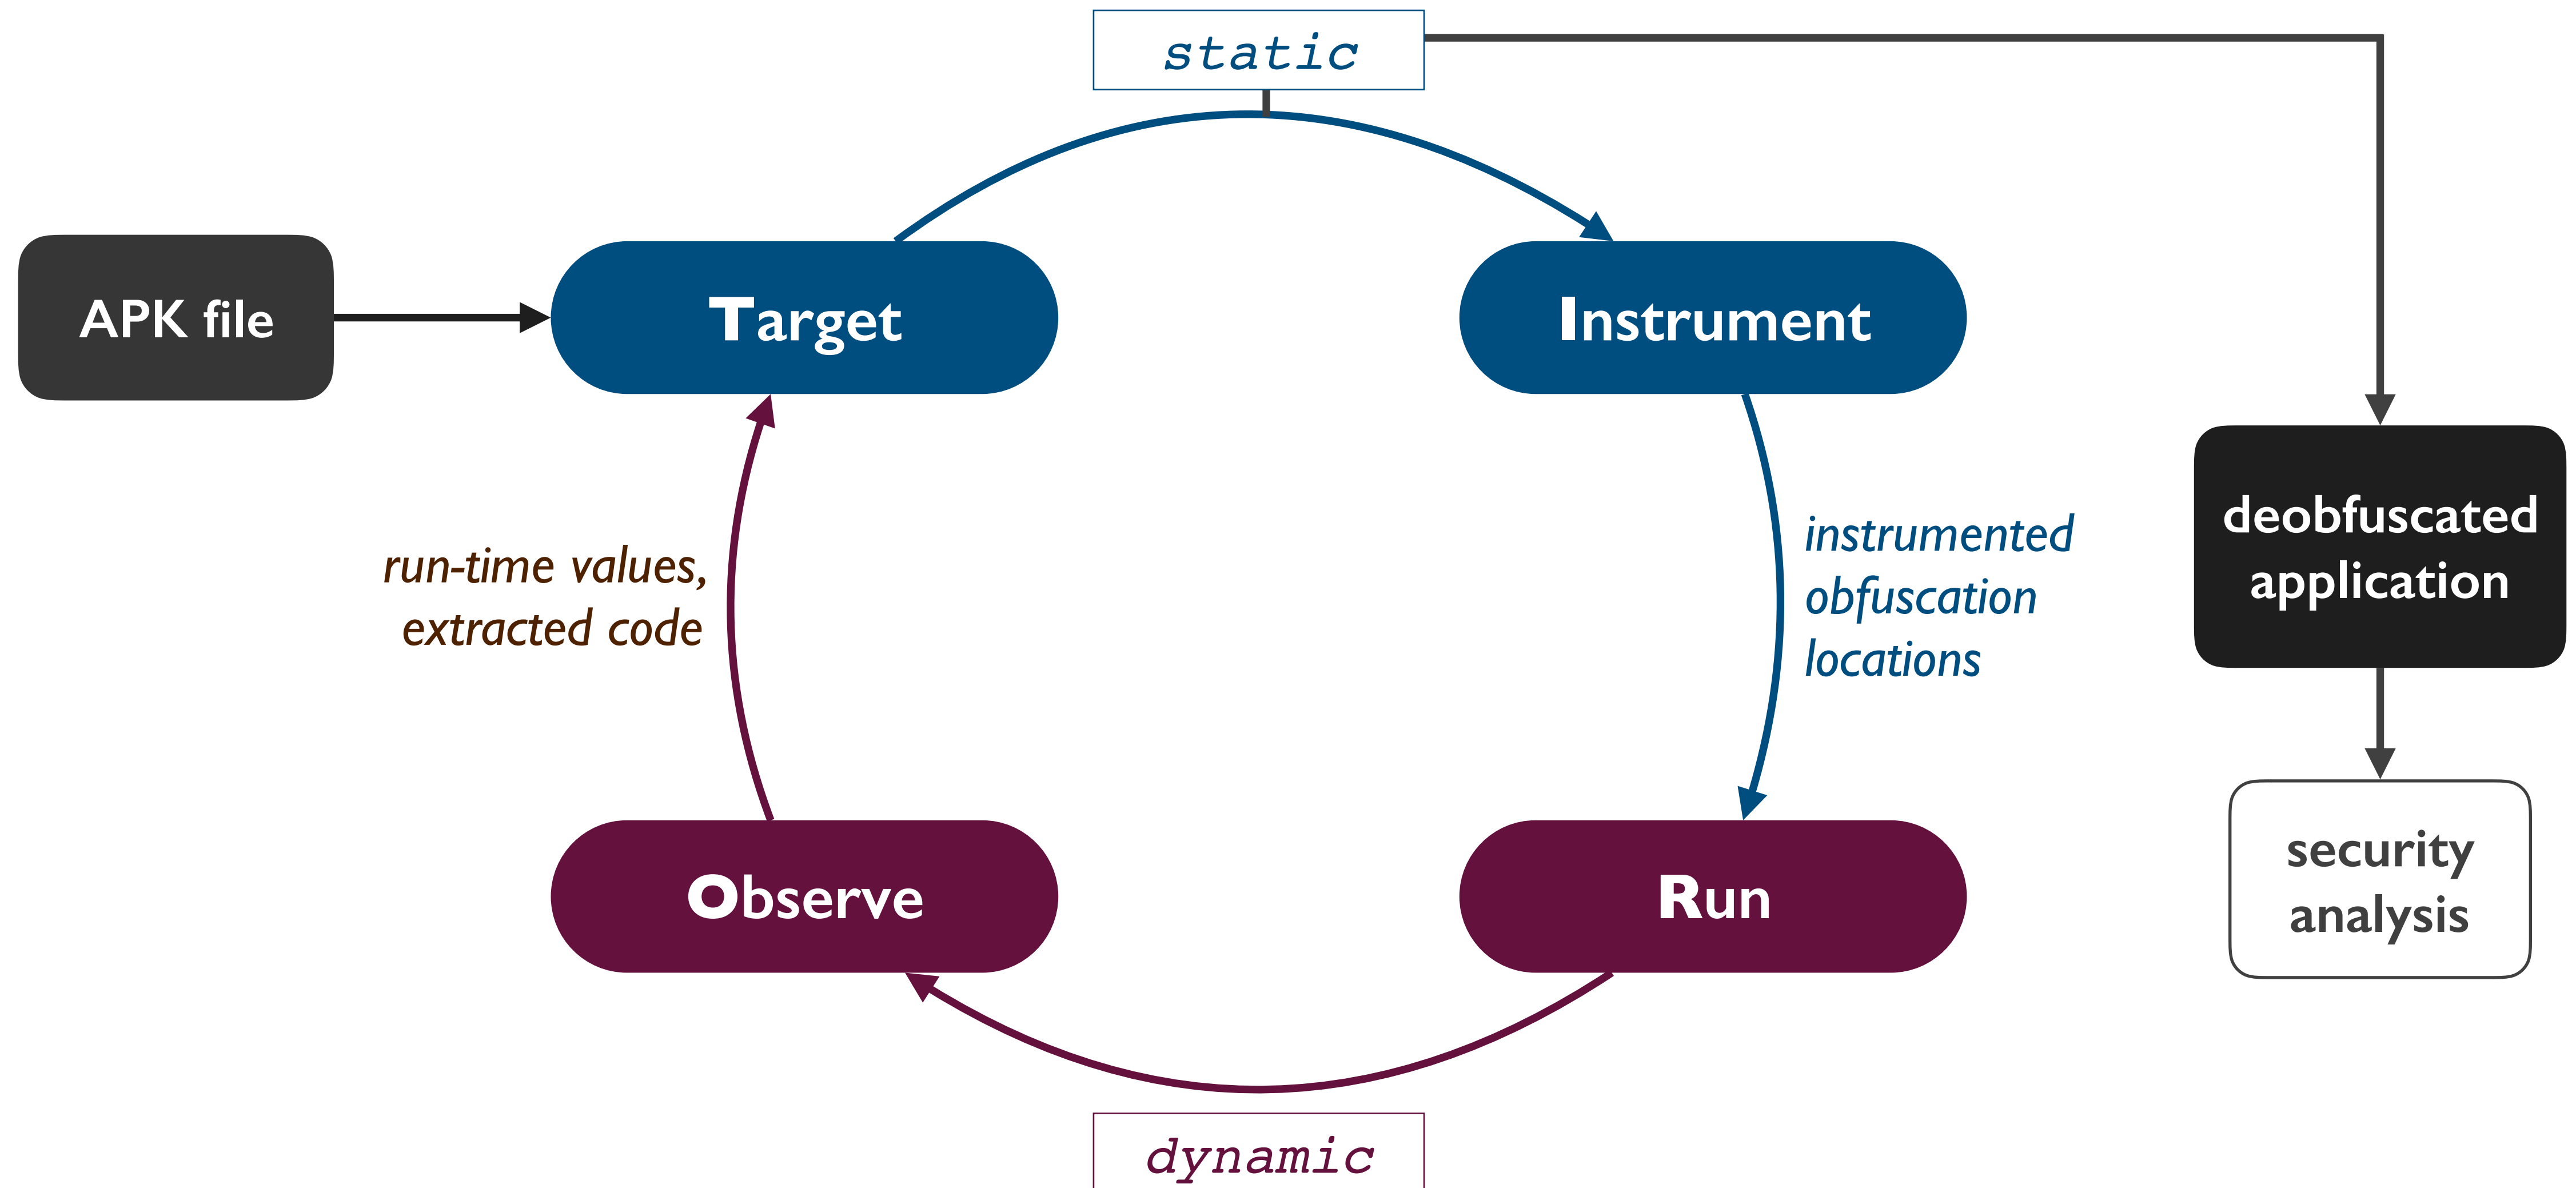 static
APK file
Target
Instrument
run-time values,
extracted code
instrumented
obfuscation
locations
deobfuscated
application
Observe
Run
security
analysis
dynamic